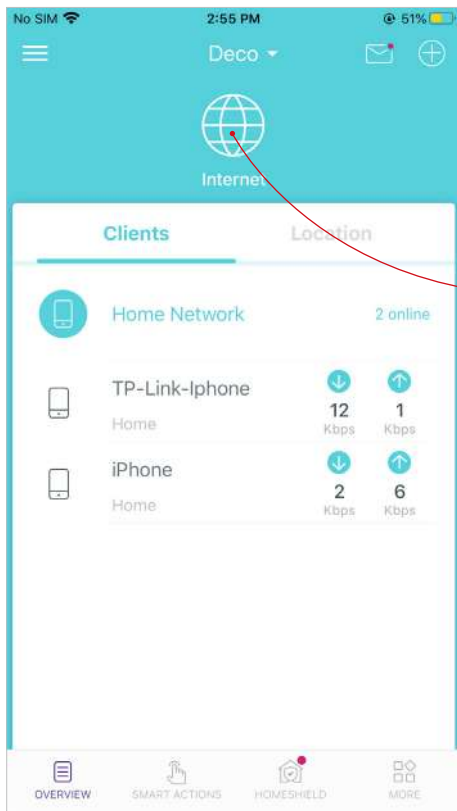 No SIM 2:55 PM 51%
Deco
Internet
Clients Location
Home Network 2 online
TP-Link-Iphone
Home
12 1
Kbps Kbps
iPhone
Home
2 6
Kbps Kbps
OVERVIEW SMART ACTIONS HOMESHIELD MORE